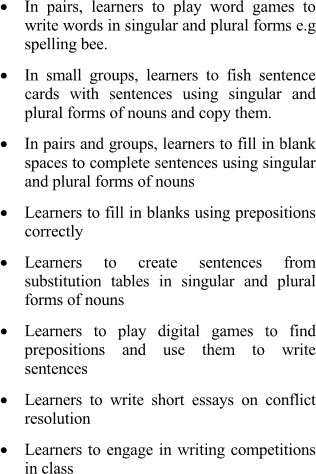 • In pairs, learners to play word games to
write words in singular and plural forms e.g
spelling bee.
• In small groups, learners to fish sentence
cards with sentences using singular and
plural forms of nouns and copy them.
• In pairs and groups, learners to fill in blank
spaces to complete sentences using singular
and plural forms of nouns
• Learners to fill in blanks using prepositions
correctly
• Learners to create sentences from
substitution tables in singular and plural
forms of nouns
• Learners to play digital games to find
prepositions and use them to write
sentences
• Learners to write short essays on conflict
resolution
• Learners to engage in writing competitions
in class